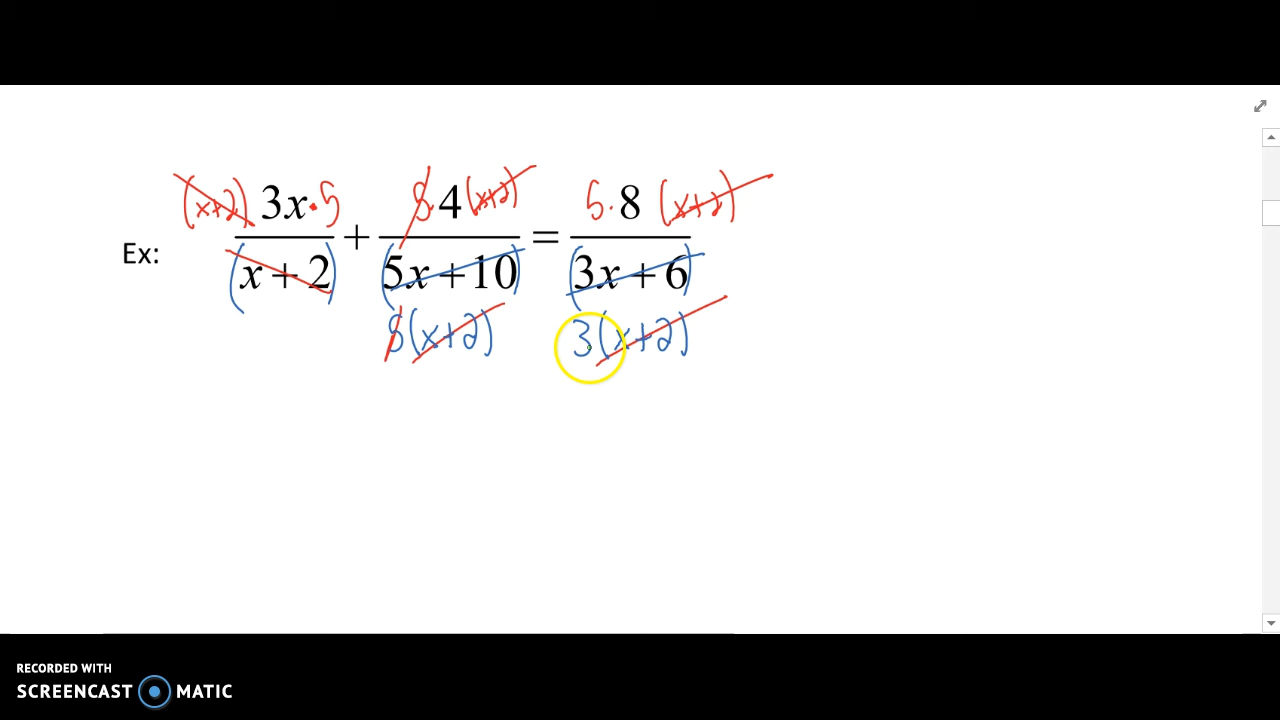 (x+2) 3x·5 5·4(x+2) 5·8 (x+2)
Ex: + =
(x+2) (5x+10) (3x+6)
5(x+2) 3(x+2)
RECORDED WITH
SCREENCAST MATIC